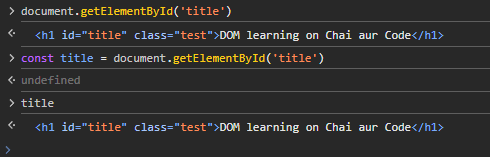 document.getElementById('title')
<h1 id="title" class="test">DOM learning on Chai aur Code</h1>
const title = document.getElementById('title')
undefined
title
<h1 id="title" class="test">DOM learning on Chai aur Code</h1>